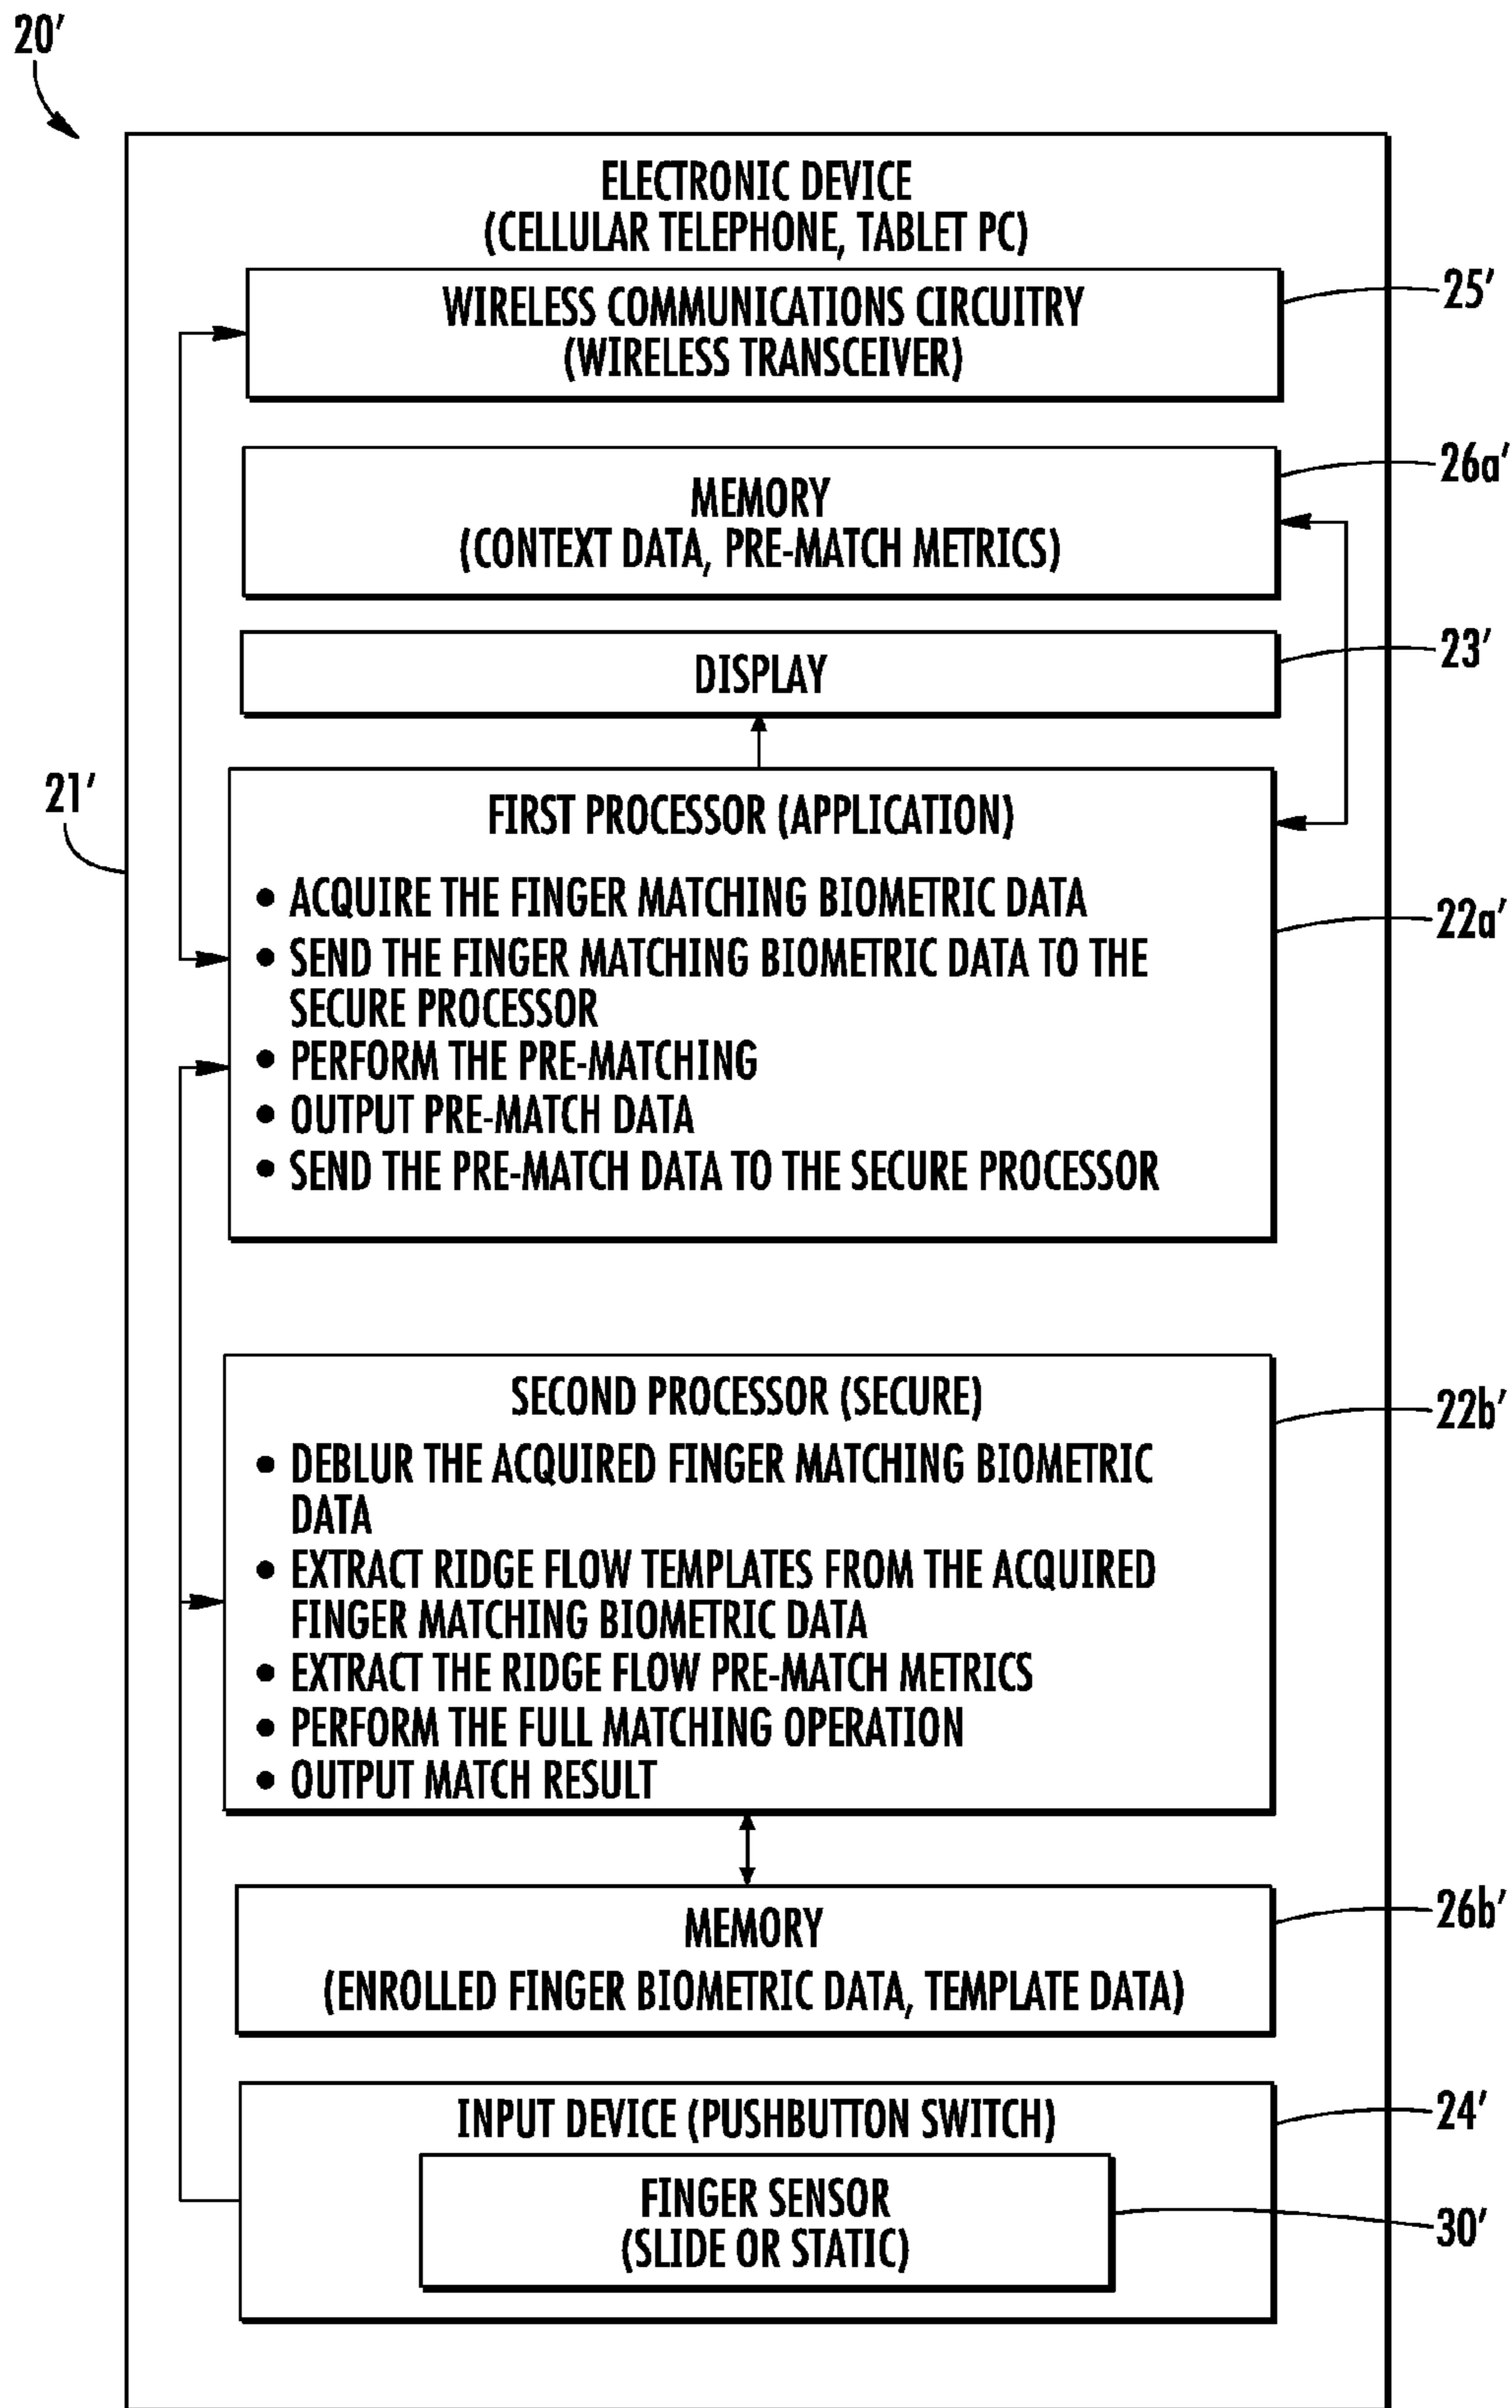 20'
ELECTRONIC DEVICE
(CELLULAR TELEPHONE, TABLET PC)
WIRELESS COMMUNICATIONS CIRCUITRY
(WIRELESS TRANSCEIVER)
25'
MEMORY
(CONTEXT DATA, PRE-MATCH METRICS)
26a'
DISPLAY
23'
21'
FIRST PROCESSOR (APPLICATION)
• ACQUIRE THE FINGER MATCHING BIOMETRIC DATA
• SEND THE FINGER MATCHING BIOMETRIC DATA TO THE
SECURE PROCESSOR
• PERFORM THE PRE-MATCHING
• OUTPUT PRE-MATCH DATA
• SEND THE PRE-MATCH DATA TO THE SECURE PROCESSOR
22a'
SECOND PROCESSOR (SECURE)
• DEBLUR THE ACQUIRED FINGER MATCHING BIOMETRIC
DATA
• EXTRACT RIDGE FLOW TEMPLATES FROM THE ACQUIRED
FINGER MATCHING BIOMETRIC DATA
• EXTRACT THE RIDGE FLOW PRE-MATCH METRICS
• PERFORM THE FULL MATCHING OPERATION
• OUTPUT MATCH RESULT
22b'
MEMORY
(ENROLLED FINGER BIOMETRIC DATA, TEMPLATE DATA)
26b'
INPUT DEVICE (PUSHBUTTON SWITCH)
24'
FINGER SENSOR
(SLIDE OR STATIC)
30'